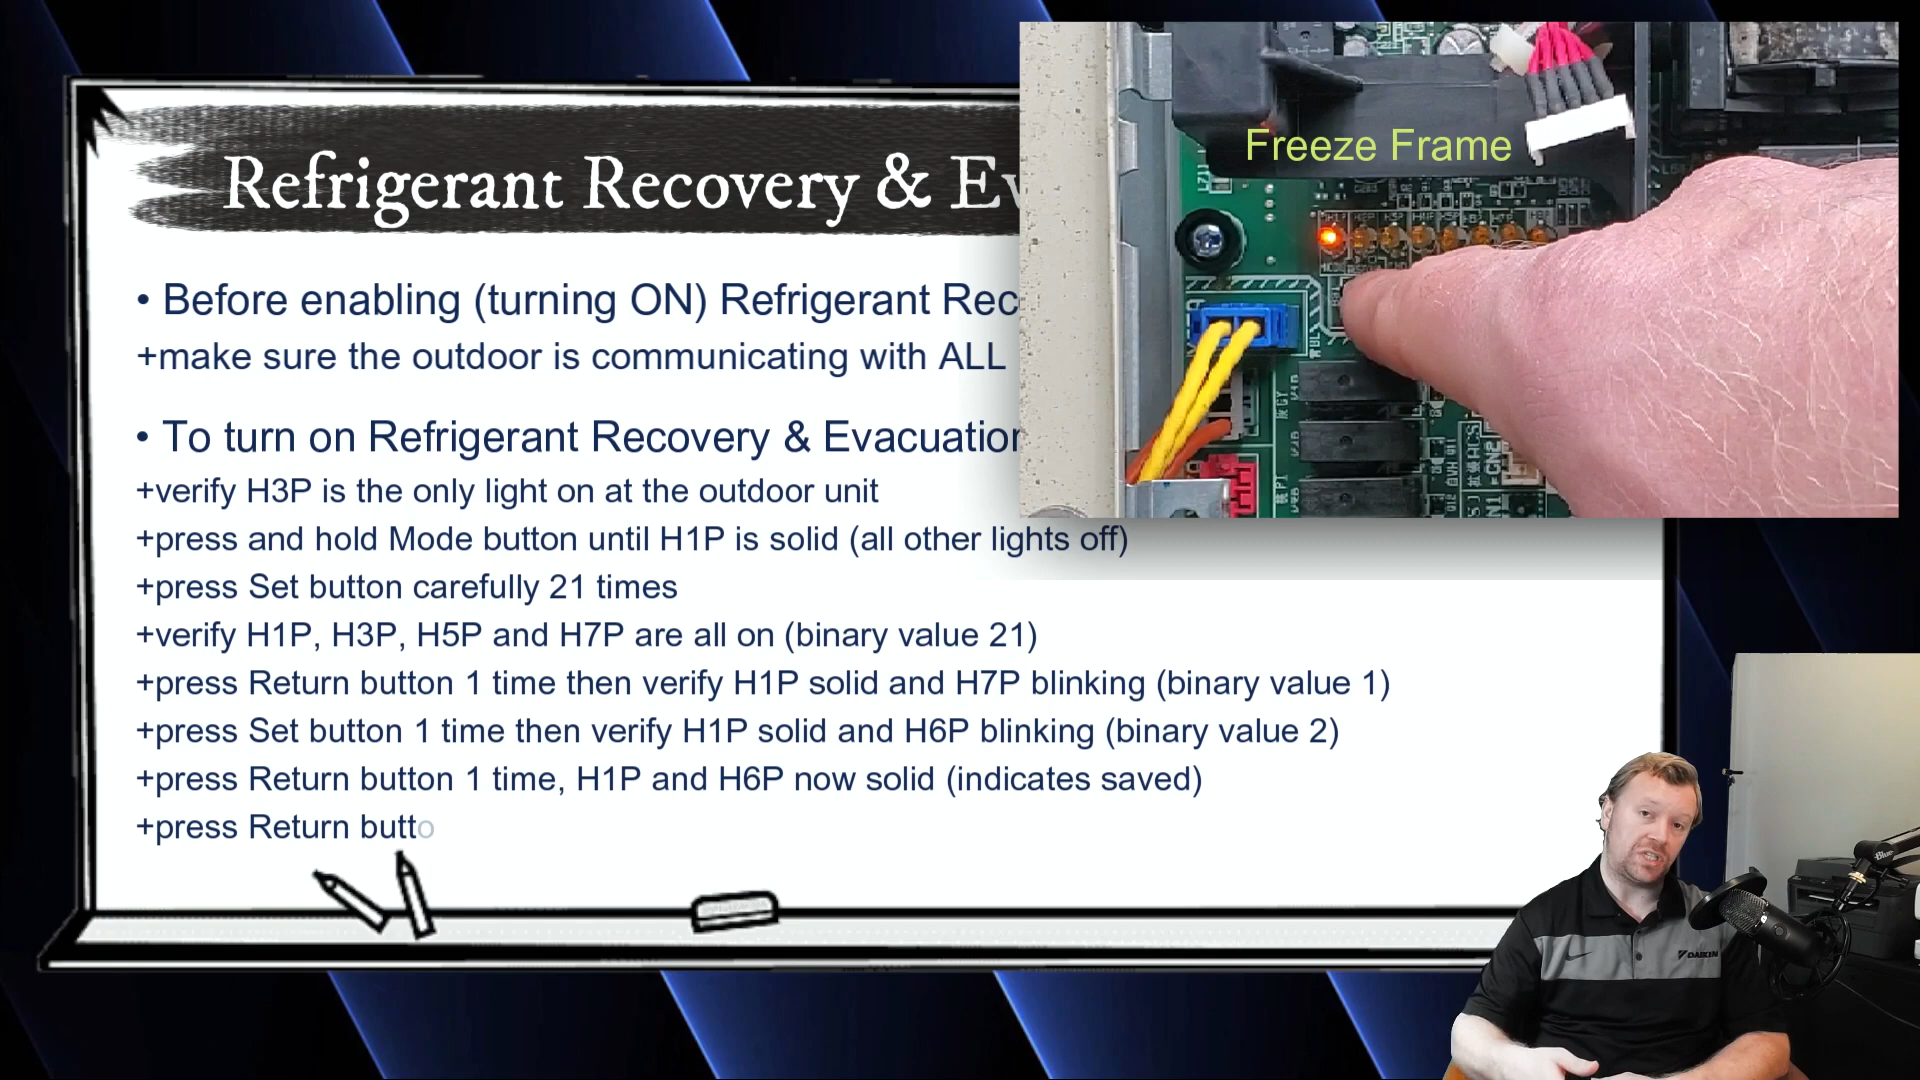 Freeze Frame
Refrigerant Recovery & Ev
• Before enabling (turning ON) Refrigerant Rec
+make sure the outdoor is communicating with ALL
• To turn on Refrigerant Recovery & Evacuation
+verify H3P is the only light on at the outdoor unit
+press and hold Mode button until H1P is solid (all other lights off)
+press Set button carefully 21 times
+verify H1P, H3P, H5P and H7P are all on (binary value 21)
+press Return button 1 time then verify H1P solid and H7P blinking (binary value 1)
+press Set button 1 time then verify H1P solid and H6P blinking (binary value 2)
+press Return button 1 time, H1P and H6P now solid (indicates saved)
+press Return butto
DAIKIN
Blue